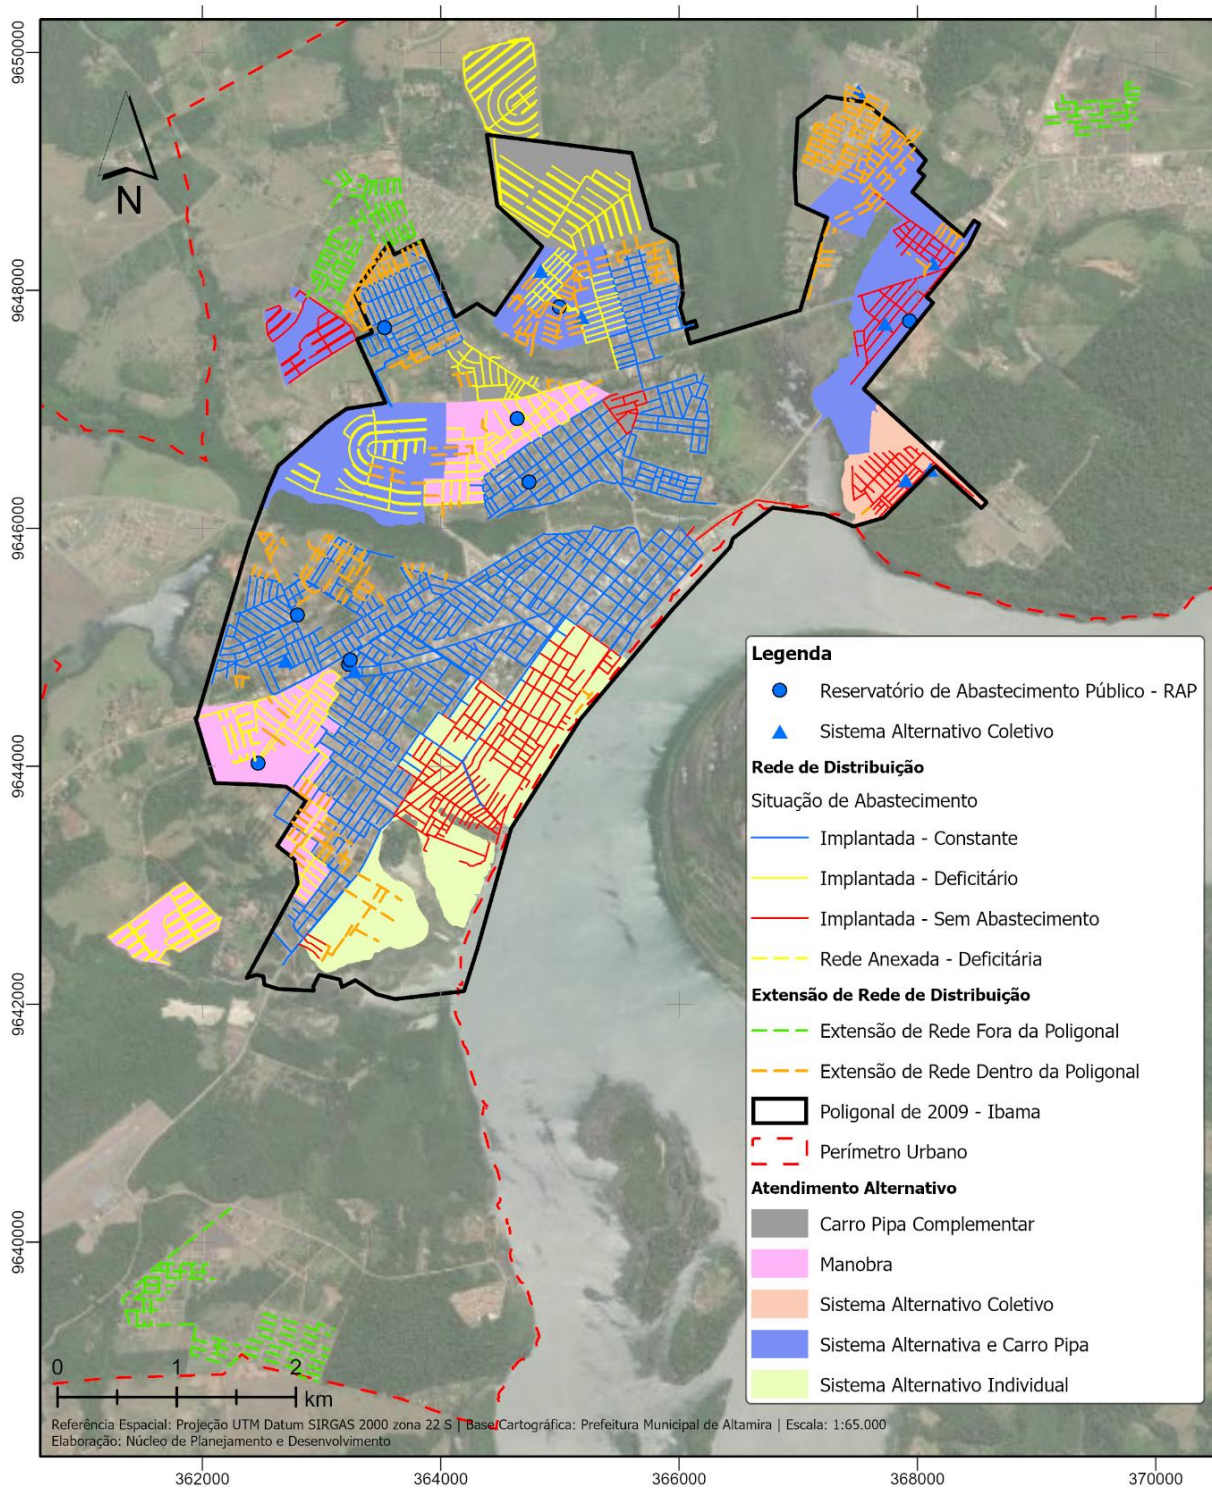 9650000
9648000
9646000
9644000
9642000
9640000
N
Legenda
Reservatório de Abastecimento Público - RAP
Sistema Alternativo Coletivo
Rede de Distribuição
Situação de Abastecimento
Implantada - Constante
Implantada - Deficitário
Implantada - Sem Abastecimento
Rede Anexada - Deficitária
Extensão de Rede de Distribuição
Extensão de Rede Fora da Poligonal
Extensão de Rede Dentro da Poligonal
Poligonal de 2009 - Ibama
Perímetro Urbano
Atendimento Alternativo
Carro Pipa Complementar
Manobra
Sistema Alternativo Coletivo
Sistema Alternativa e Carro Pipa
Sistema Alternativo Individual
0 1 2
km
Referência Espacial: Projeção UTM Datum SIRGAS 2000 zona 22 S | Base Cartográfica: Prefeitura Municipal de Altamira | Escala: 1:65.000
Elaboração: Núcleo de Planejamento e Desenvolvimento
362000 364000 366000 368000 370000